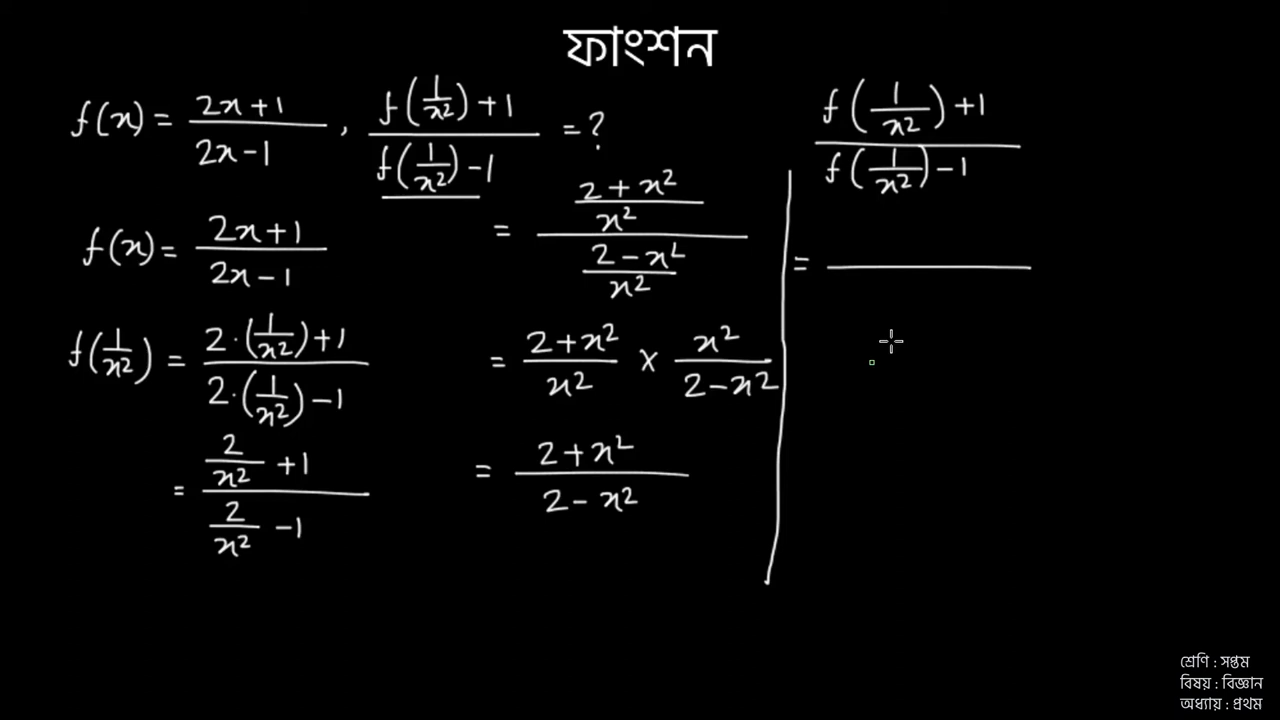 ফাংশন
f(x) = (2x+1)/(2x-1), (f(1/x²)+1)/(f(1/x²)-1) = ?
f(x) = (2x+1)/(2x-1)
f(1/x²) = (2·(1/x²)+1)/(2·(1/x²)-1)
= (2/x² +1)/(2/x² -1)
= ((2+x²)/x²)/((2-x²)/x²)
= (2+x²)/x² × x²/(2-x²)
= (2+x²)/(2-x²)
(f(1/x²)+1)/(f(1/x²)-1)
=
শ্রেণি : সপ্তম
বিষয় : বিজ্ঞান
অধ্যায় : প্রথম